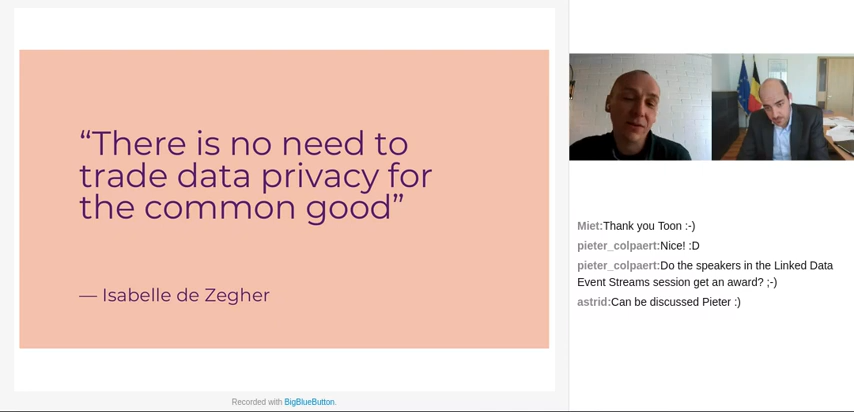 “There is no need to
trade data privacy for
the common good”
— Isabelle de Zegher
Recorded with BigBlueButton.
Miet:Thank you Toon :-)
pieter_colpaert:Nice! :D
pieter_colpaert:Do the speakers in the Linked Data
Event Streams session get an award? ;-)
astrid:Can be discussed Pieter :)